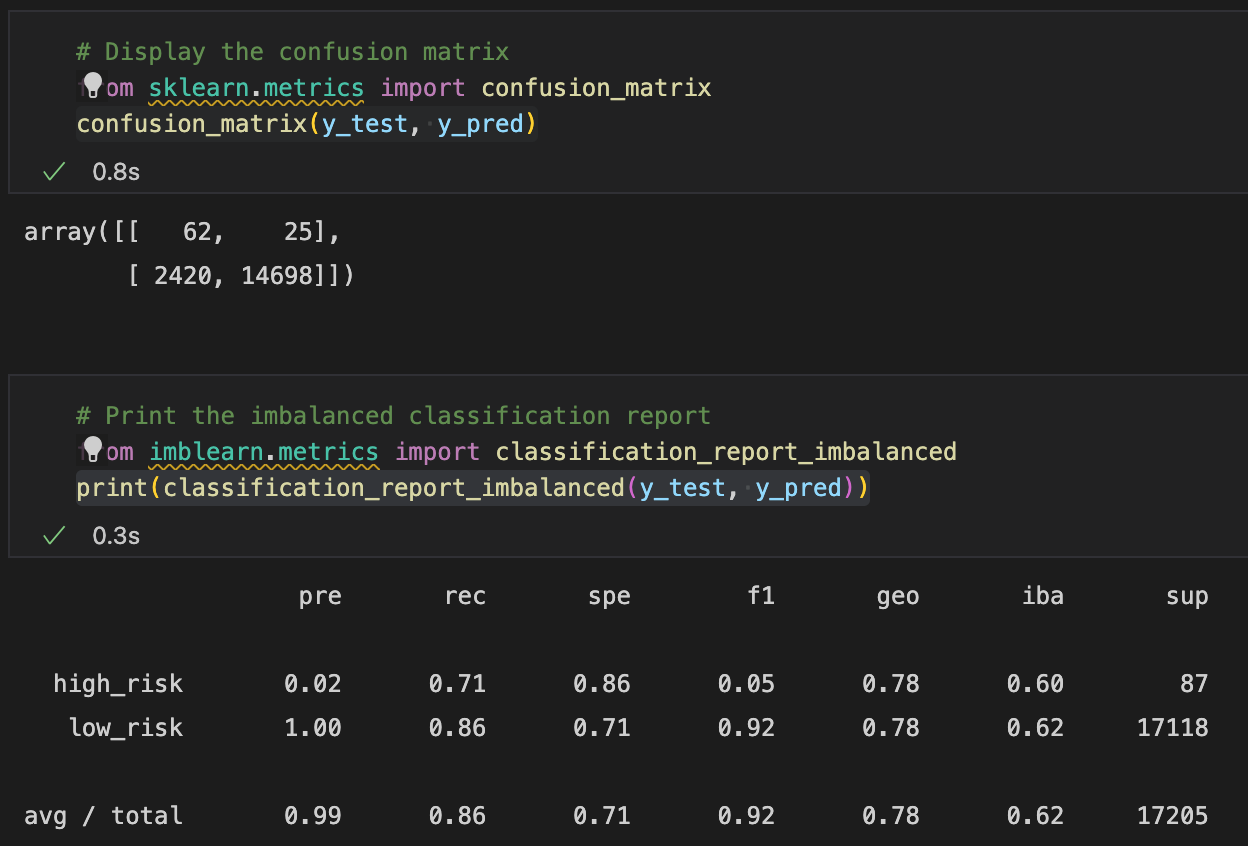 # Display the confusion matrix
from sklearn.metrics import confusion_matrix
confusion_matrix(y_test, y_pred)
0.8s
array([[   62,    25],
       [ 2420, 14698]])
# Print the imbalanced classification report
from imblearn.metrics import classification_report_imbalanced
print(classification_report_imbalanced(y_test, y_pred))
0.3s
pre rec spe f1 geo iba sup
high_risk 0.02 0.71 0.86 0.05 0.78 0.60 87
low_risk 1.00 0.86 0.71 0.92 0.78 0.62 17118
avg / total 0.99 0.86 0.71 0.92 0.78 0.62 17205